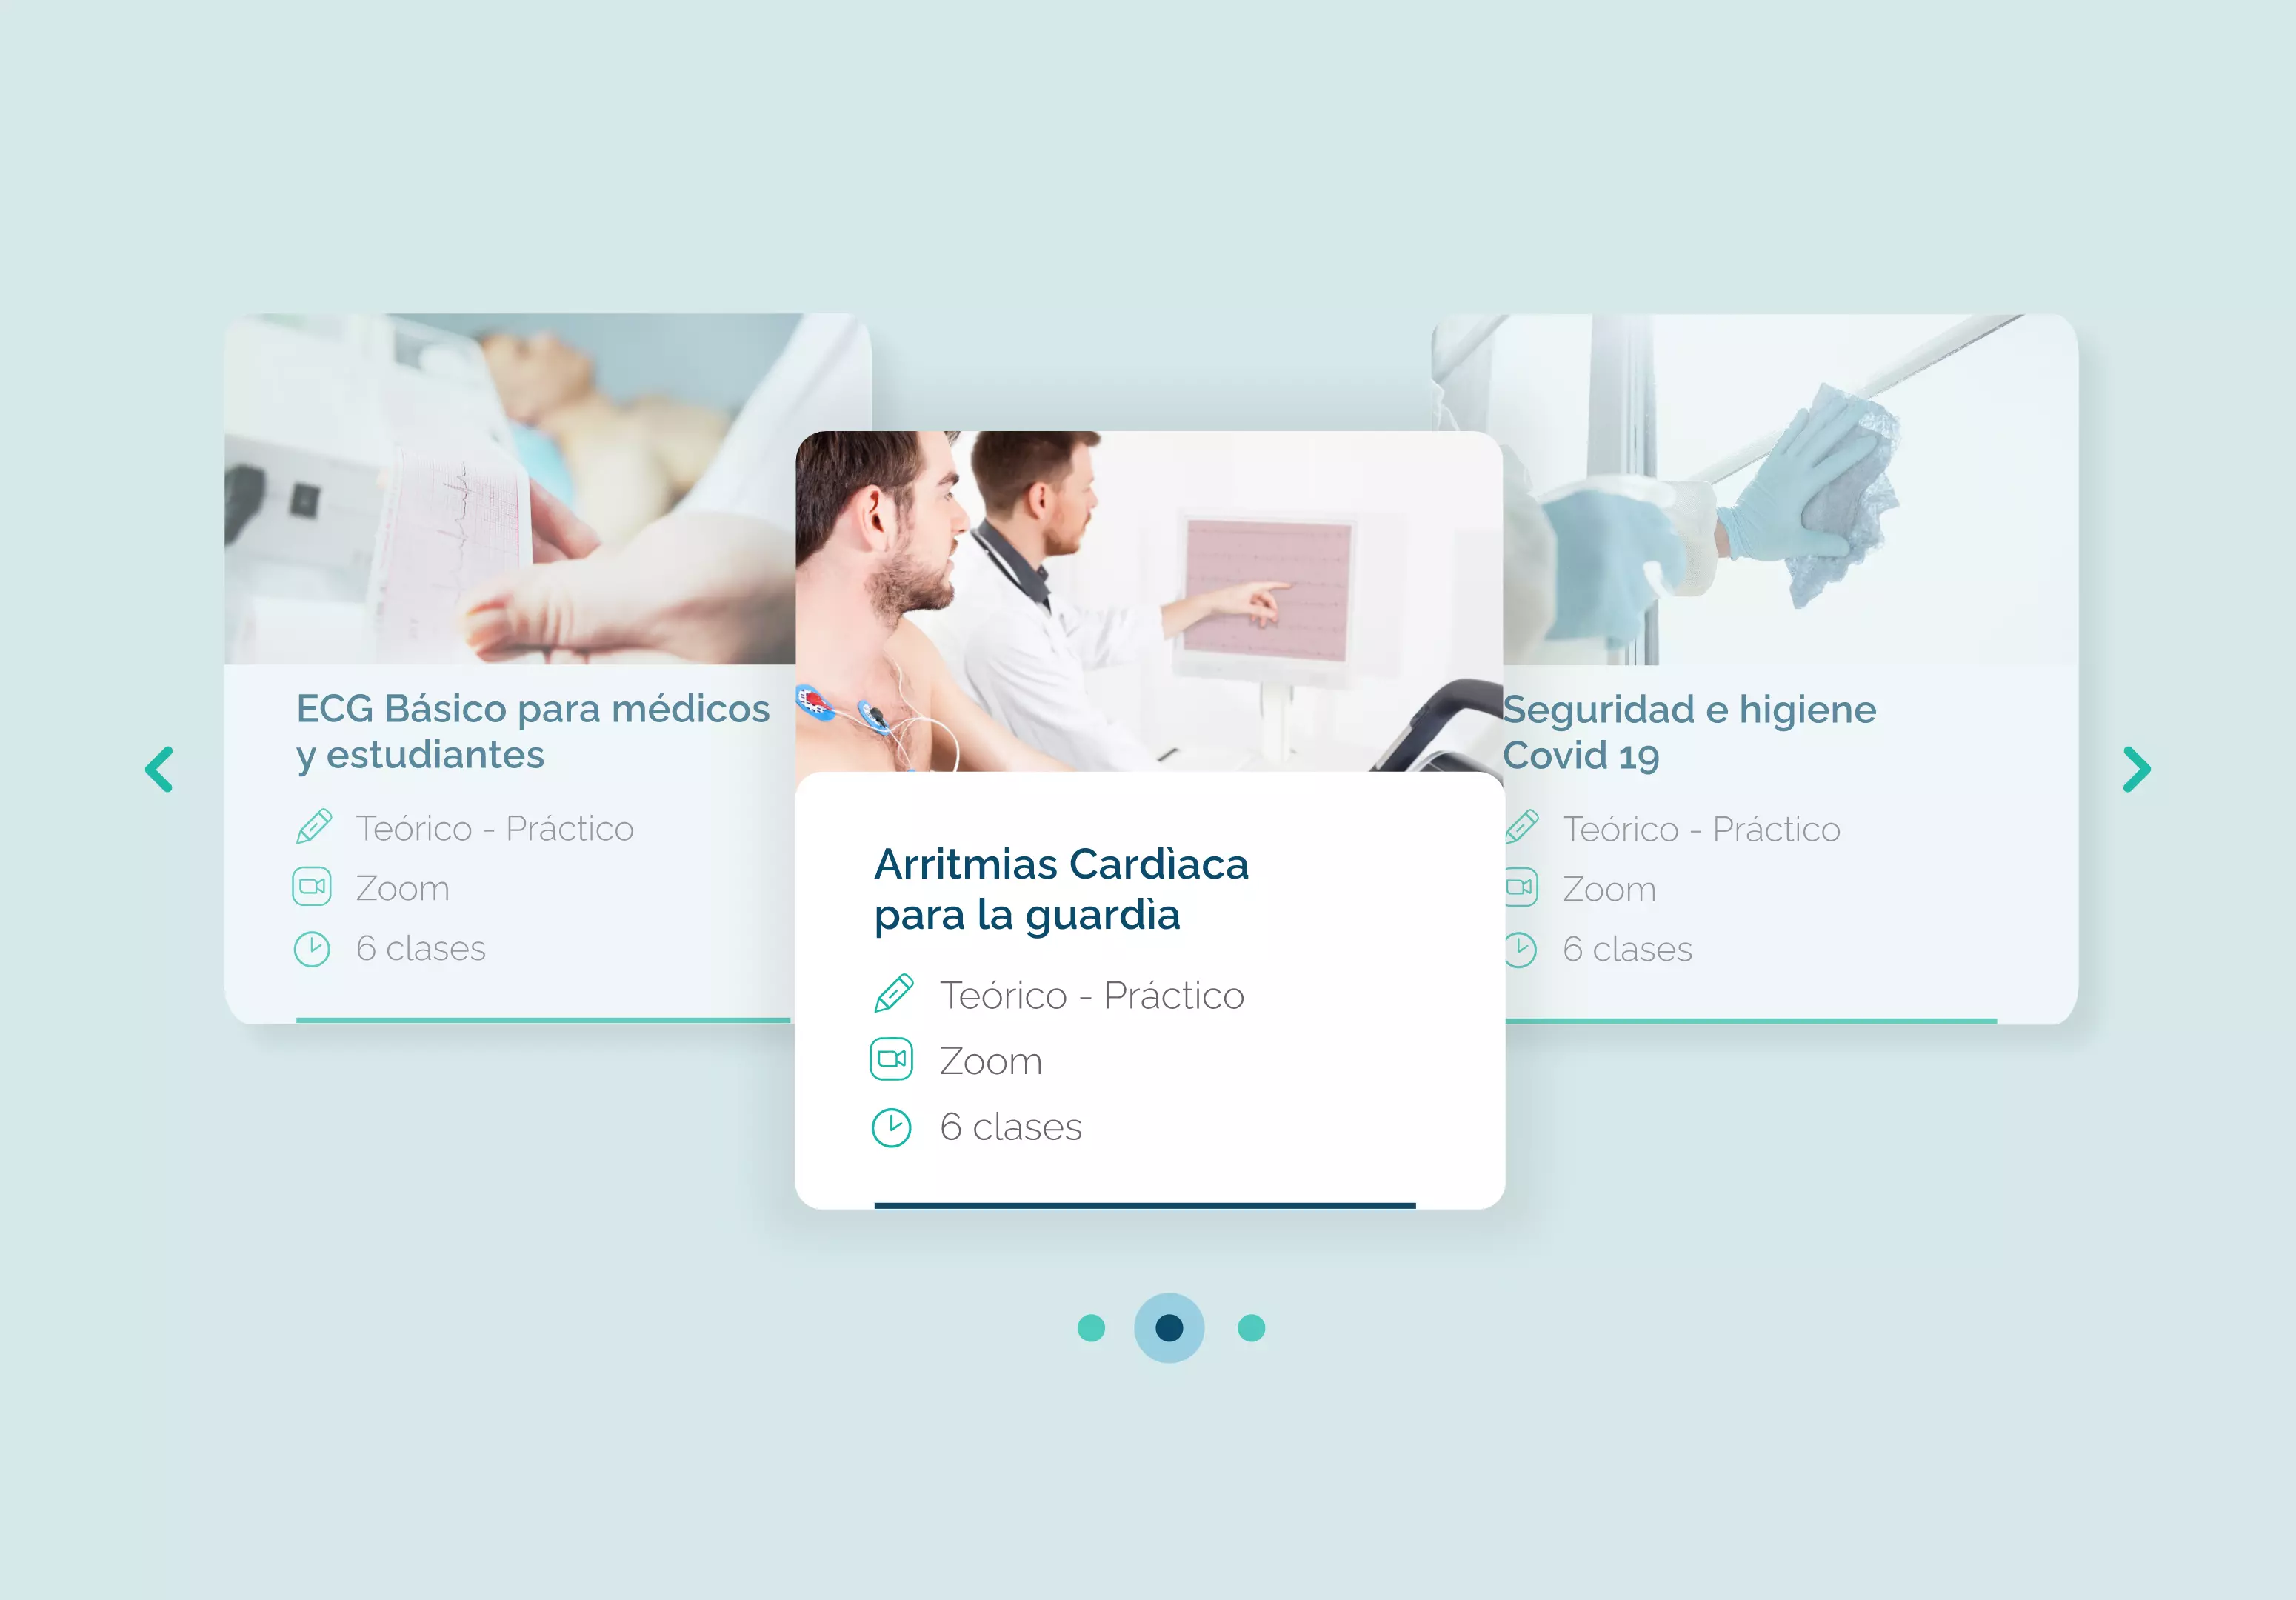 ECG Básico para médicos
y estudiantes
Teórico - Práctico
Zoom
6 clases
Arritmias Cardìaca
para la guardìa
Teórico - Práctico
Zoom
6 clases
Seguridad e higiene
Covid 19
Teórico - Práctico
Zoom
6 clases